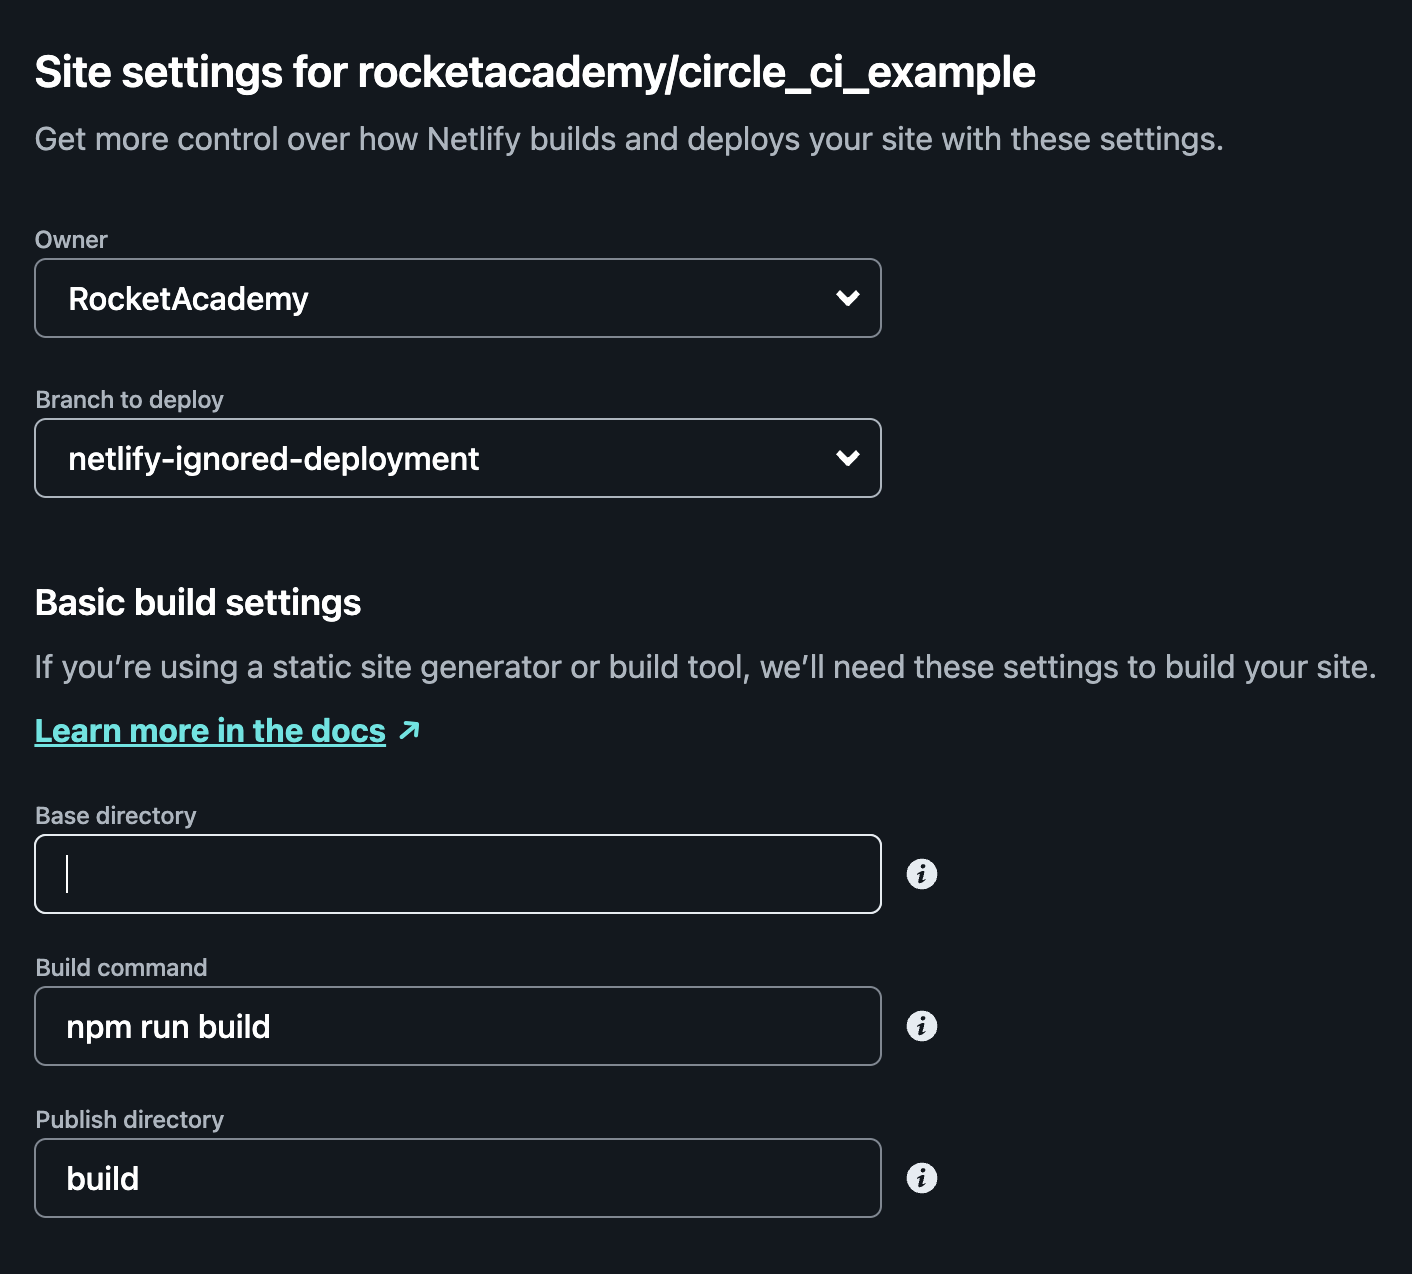 Site settings for rocketacademy/circle_ci_example
Get more control over how Netlify builds and deploys your site with these settings.
Owner
RocketAcademy
Branch to deploy
netlify-ignored-deployment
Basic build settings
If you’re using a static site generator or build tool, we’ll need these settings to build your site.
Learn more in the docs ↗
Base directory
Build command
npm run build
Publish directory
build